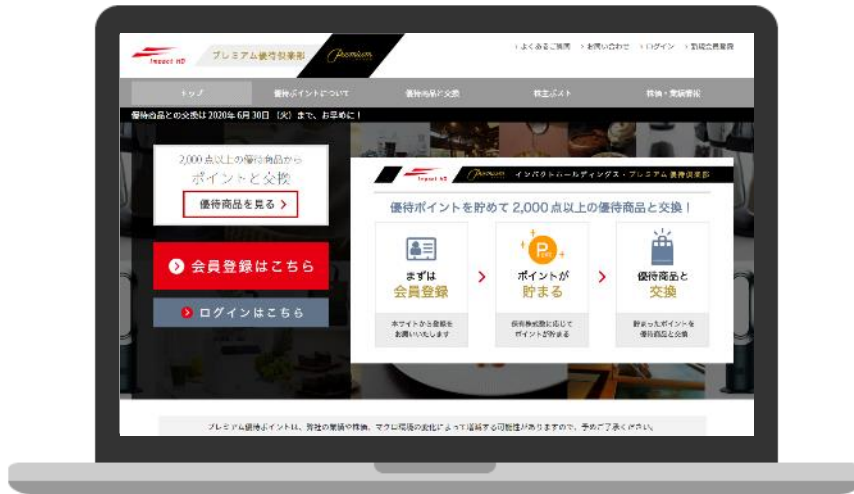 › よくあるご質問 › お問い合わせ › ログイン › 新規会員登録
Impact HD プレミアム優待倶楽部 Premium
トップ 優待ポイントについて 優待商品と交換 株主ポスト 株価・業績情報
優待商品との交換は2020年6月30日（火）まで、お早めに！
2,000点以上の優待商品から
ポイントと交換
優待商品を見る
会員登録はこちら
ログインはこちら
Impact HD Premium インパクトホールディングス・プレミアム優待倶楽部
優待ポイントを貯めて2,000点以上の優待商品と交換！
まずは
会員登録
本サイトから登録を
お願いいたします
P
ポイントが
貯まる
保有株式数に応じて
ポイントが貯まる
優待商品と
交換
貯まったポイントを
優待商品と交換
プレミアム優待ポイントは、弊社の業績や株価、マクロ環境の変化によって増減する可能性がありますので、予めご了承ください。